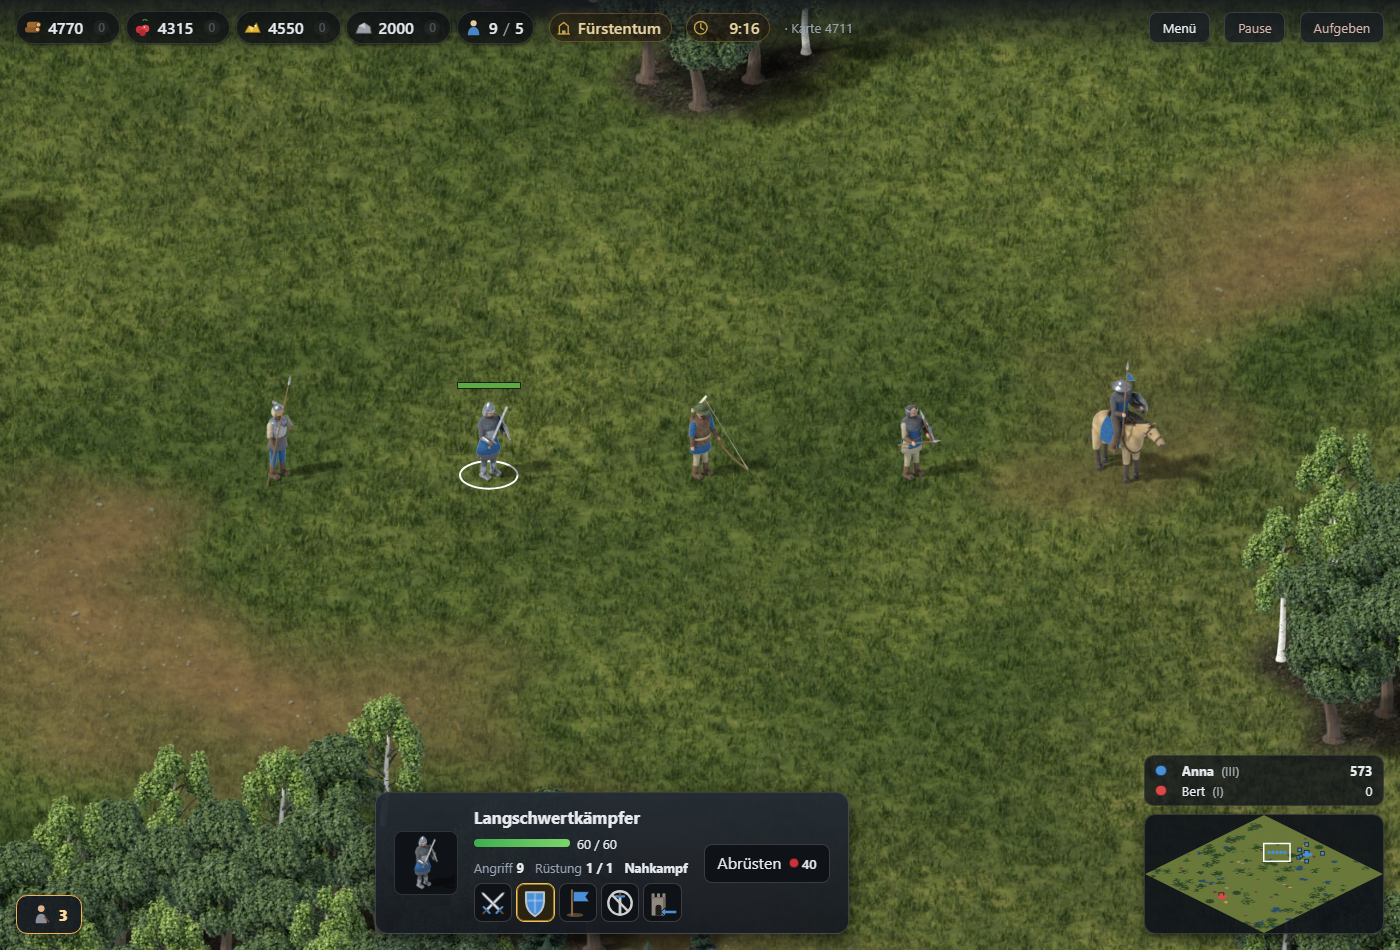 4770 0 4315 0 4550 0 2000 0 9 / 5 Fürstentum 9:16 · Karte 4711 Menü Pause Aufgeben
Anna (III) 573
Bert (I) 0
Langschwertkämpfer
60 / 60
Angriff 9 Rüstung 1 / 1 Nahkampf
Abrüsten 40
3